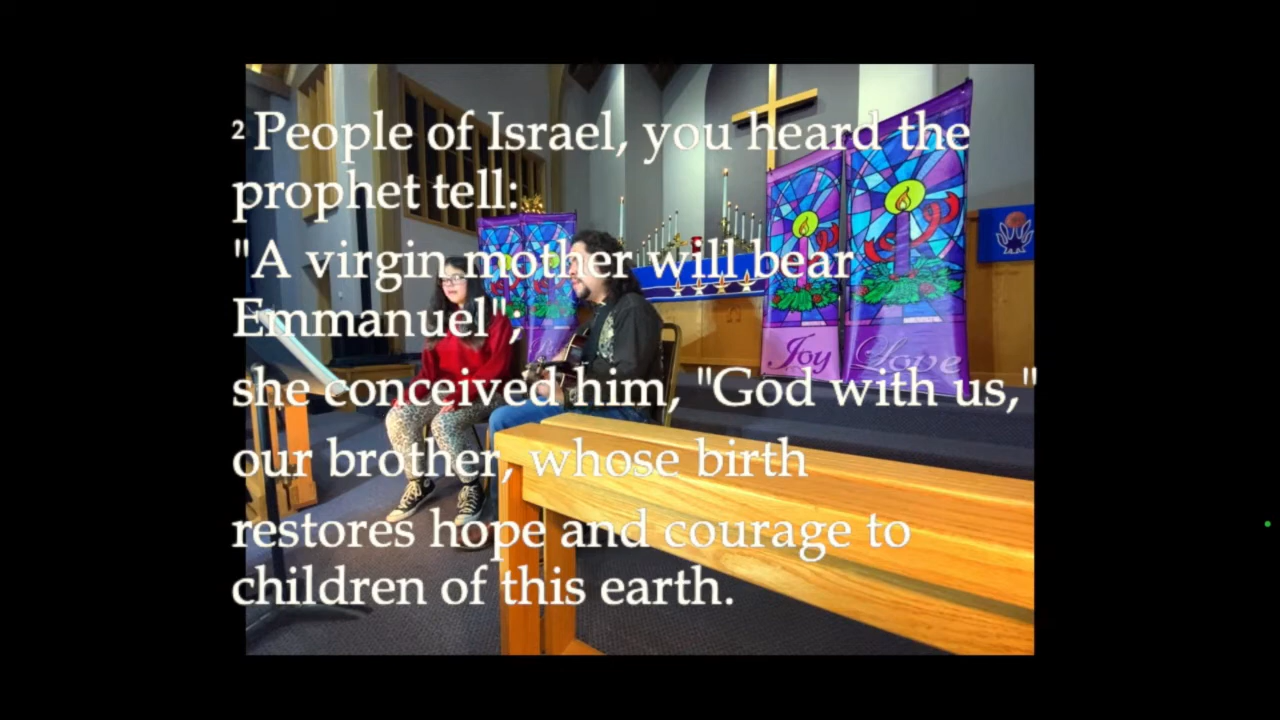 ² People of Israel, you heard the
prophet tell:
"A virgin mother will bear
Emmanuel";
she conceived him, "God with us,"
our brother, whose birth
restores hope and courage to
children of this earth.
Joy
Love